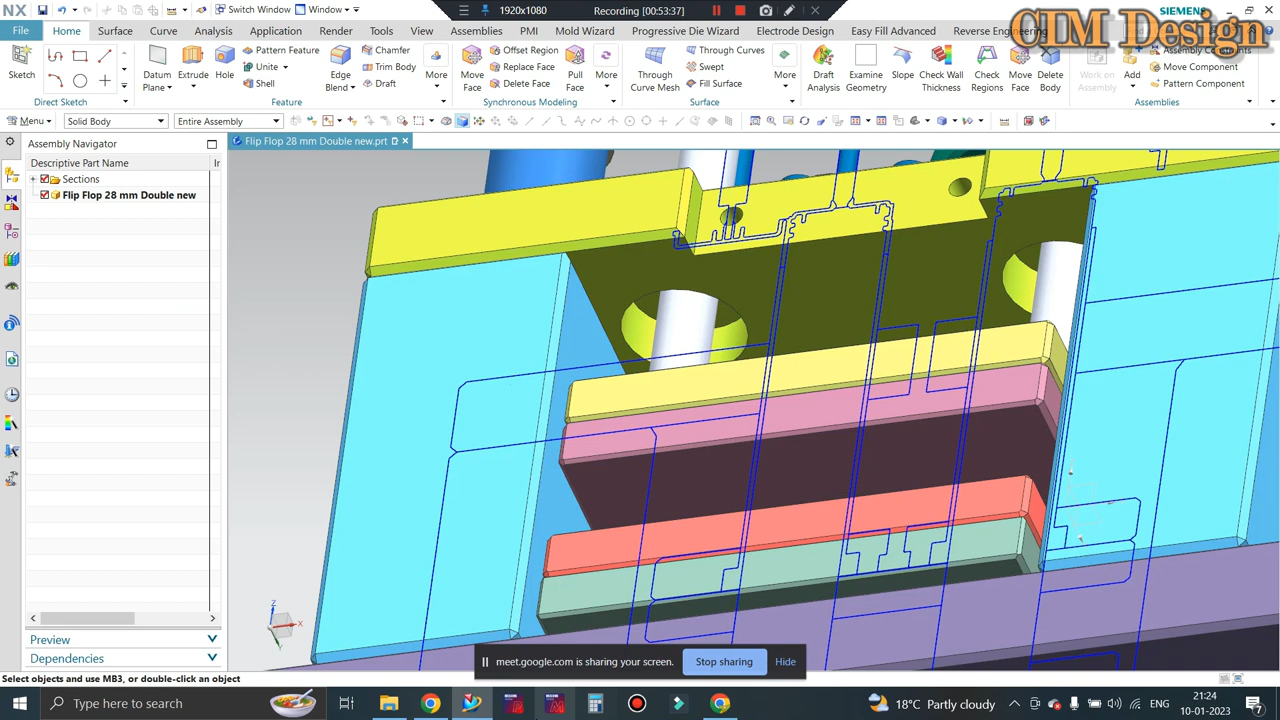 NX Switch Window Window 1920x1080 Recording [00:53:37] SIEMENS
CIM Design
File Home Surface Curve Analysis Application Render Tools View Assemblies PMI Mold Wizard Progressive Die Wizard Electrode Design Easy Fill Advanced Reverse Engineering
Sketch Datum Plane Extrude Hole Pattern Feature Unite Shell Edge Blend Chamfer Trim Body Draft More Move Face Offset Region Replace Face Delete Face Pull Face More Through Curve Mesh Through Curves Swept Fill Surface More Draft Analysis Examine Geometry Slope Check Wall Thickness Check Regions Move Face Delete Body Work on Assembly Add Assembly Constraints Move Component Pattern Component
Direct Sketch Feature Synchronous Modeling Surface Assemblies
Menu Solid Body Entire Assembly
Assembly Navigator Flip Flop 28 mm Double new.prt
Descriptive Part Name Ir
Sections
Flip Flop 28 mm Double new
Z
X
Y
Preview
Dependencies
meet.google.com is sharing your screen. Stop sharing Hide
Select objects and use MB3, or double-click an object
Type here to search 18°C Partly cloudy ENG 21:24
10-01-2023 7